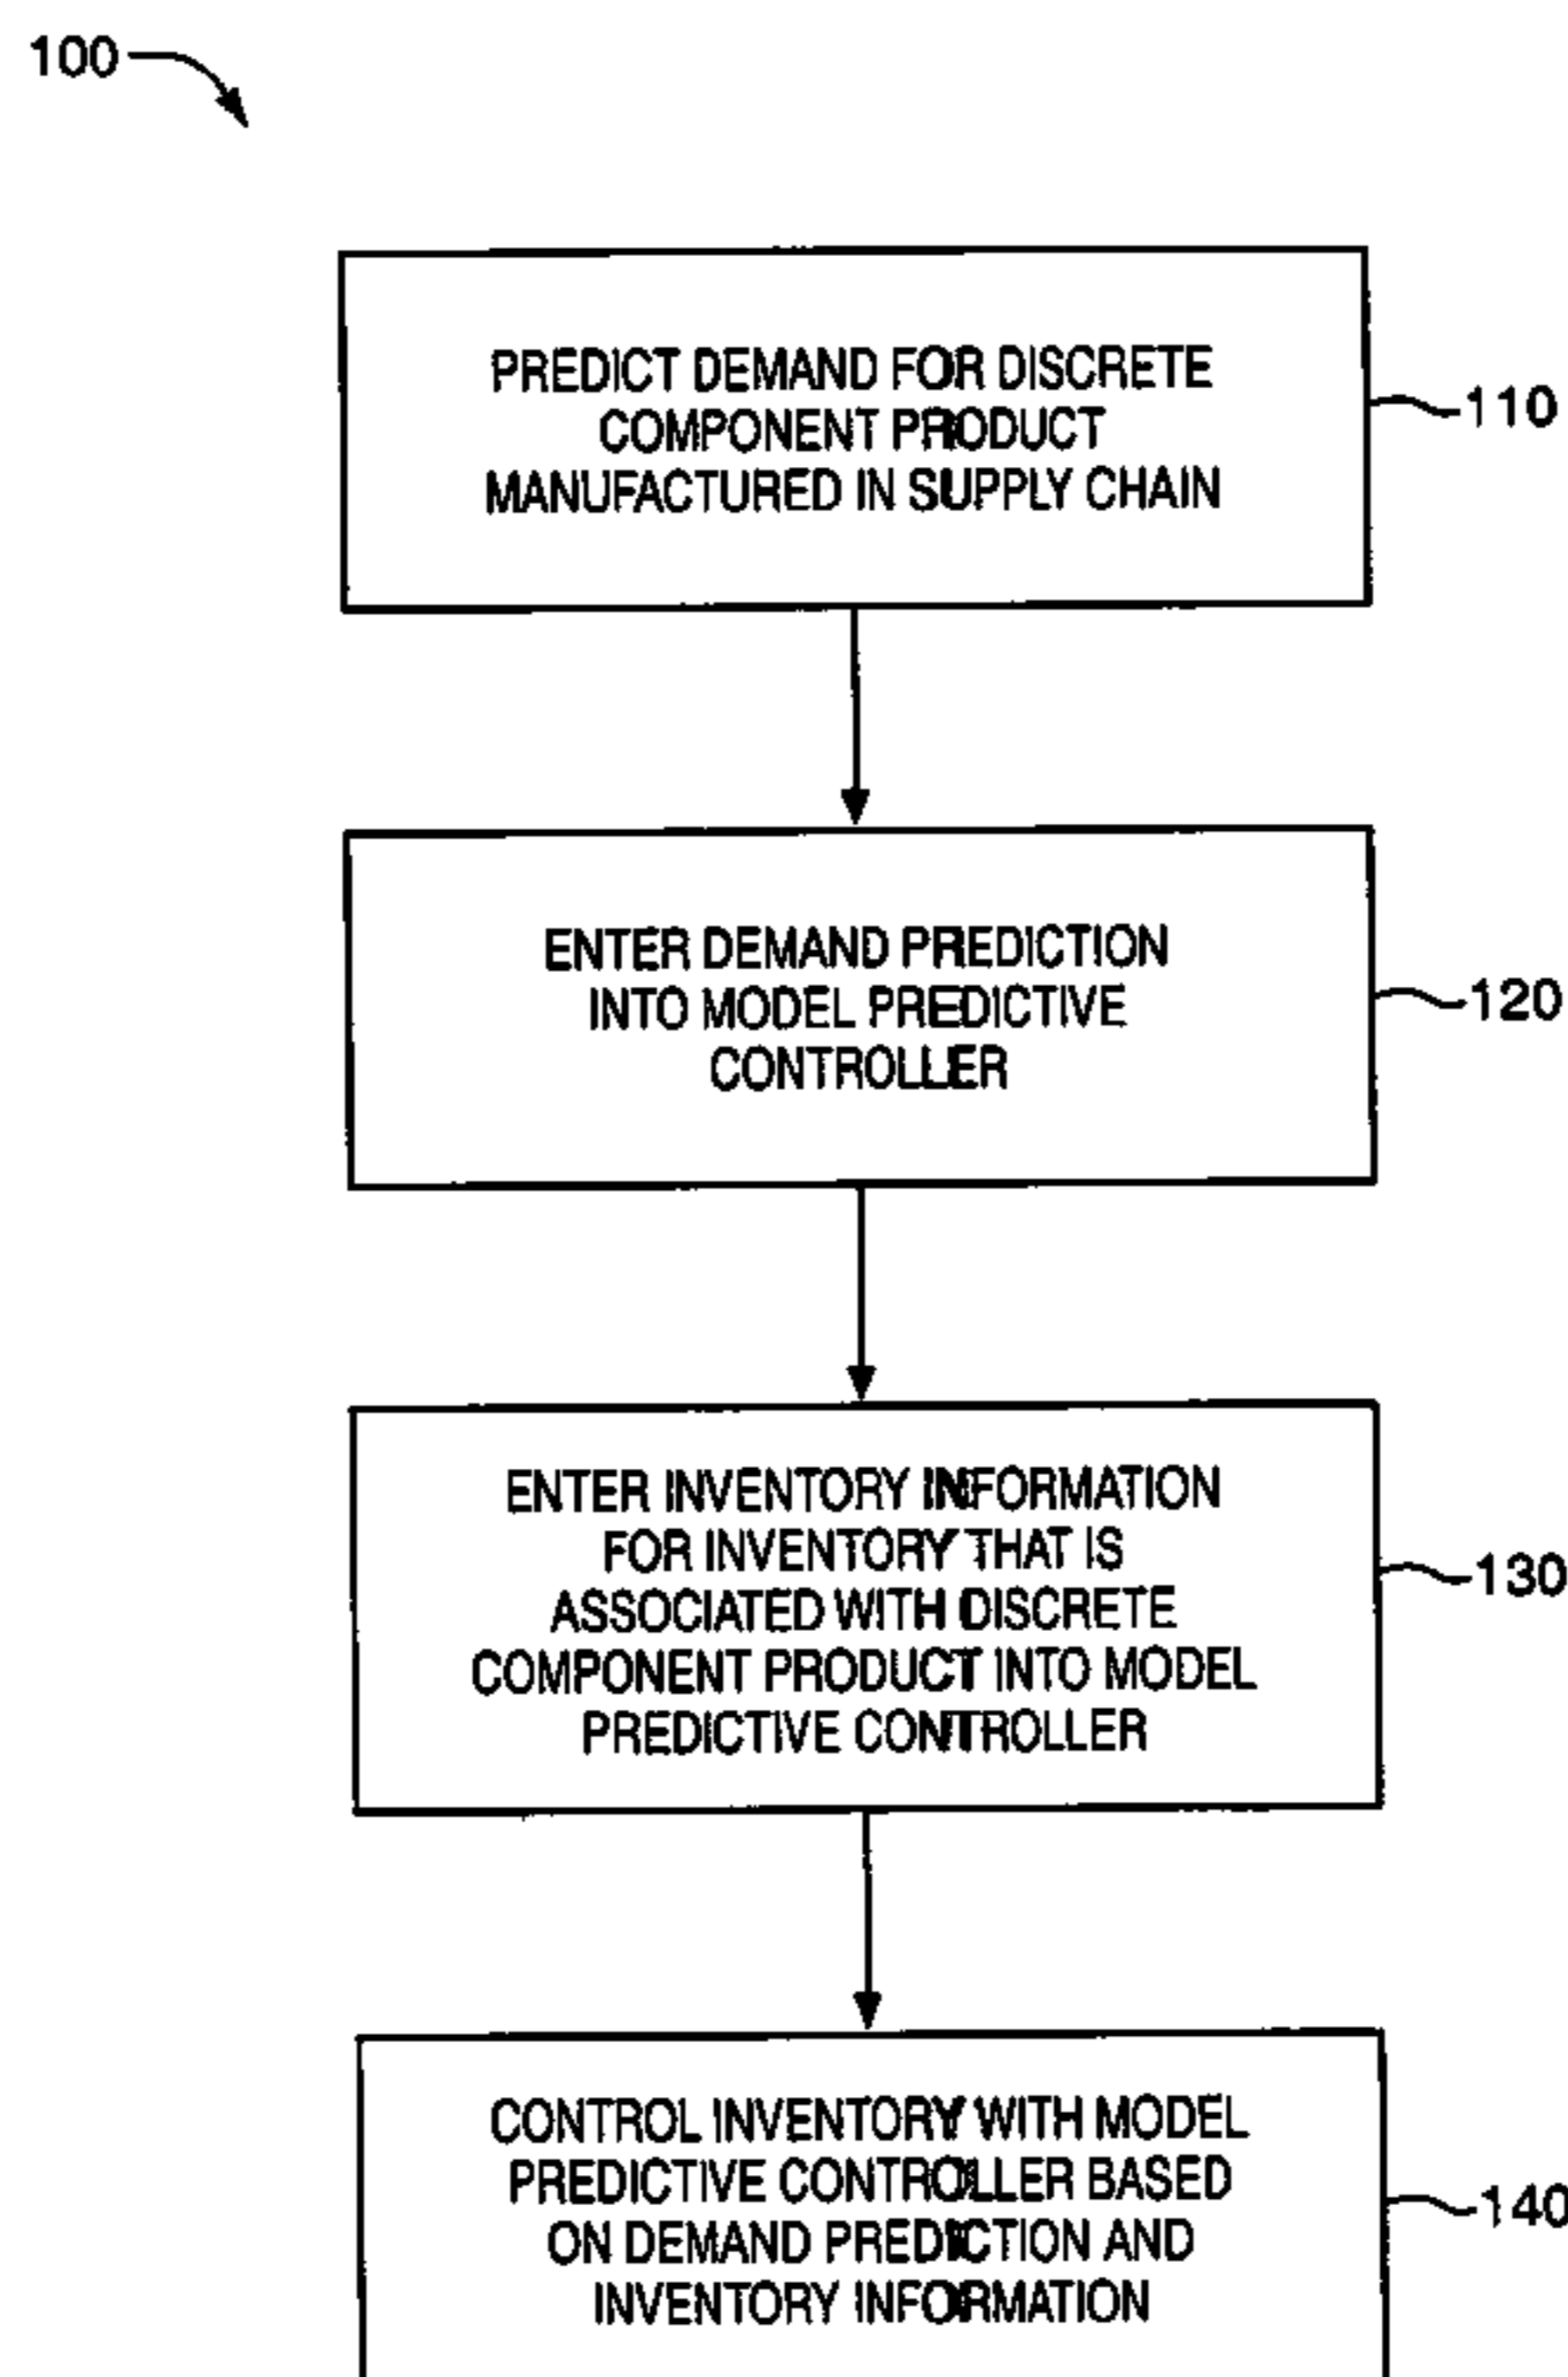 100
PREDICT DEMAND FOR DISCRETE
COMPONENT PRODUCT
MANUFACTURED IN SUPPLY CHAIN
110
ENTER DEMAND PREDICTION
INTO MODEL PREDICTIVE
CONTROLLER
120
ENTER INVENTORY INFORMATION
FOR INVENTORY THAT IS
ASSOCIATED WITH DISCRETE
COMPONENT PRODUCT INTO MODEL
PREDICTIVE CONTROLLER
130
CONTROL INVENTORY WITH MODEL
PREDICTIVE CONTROLLER BASED
ON DEMAND PREDICTION AND
INVENTORY INFORMATION
140